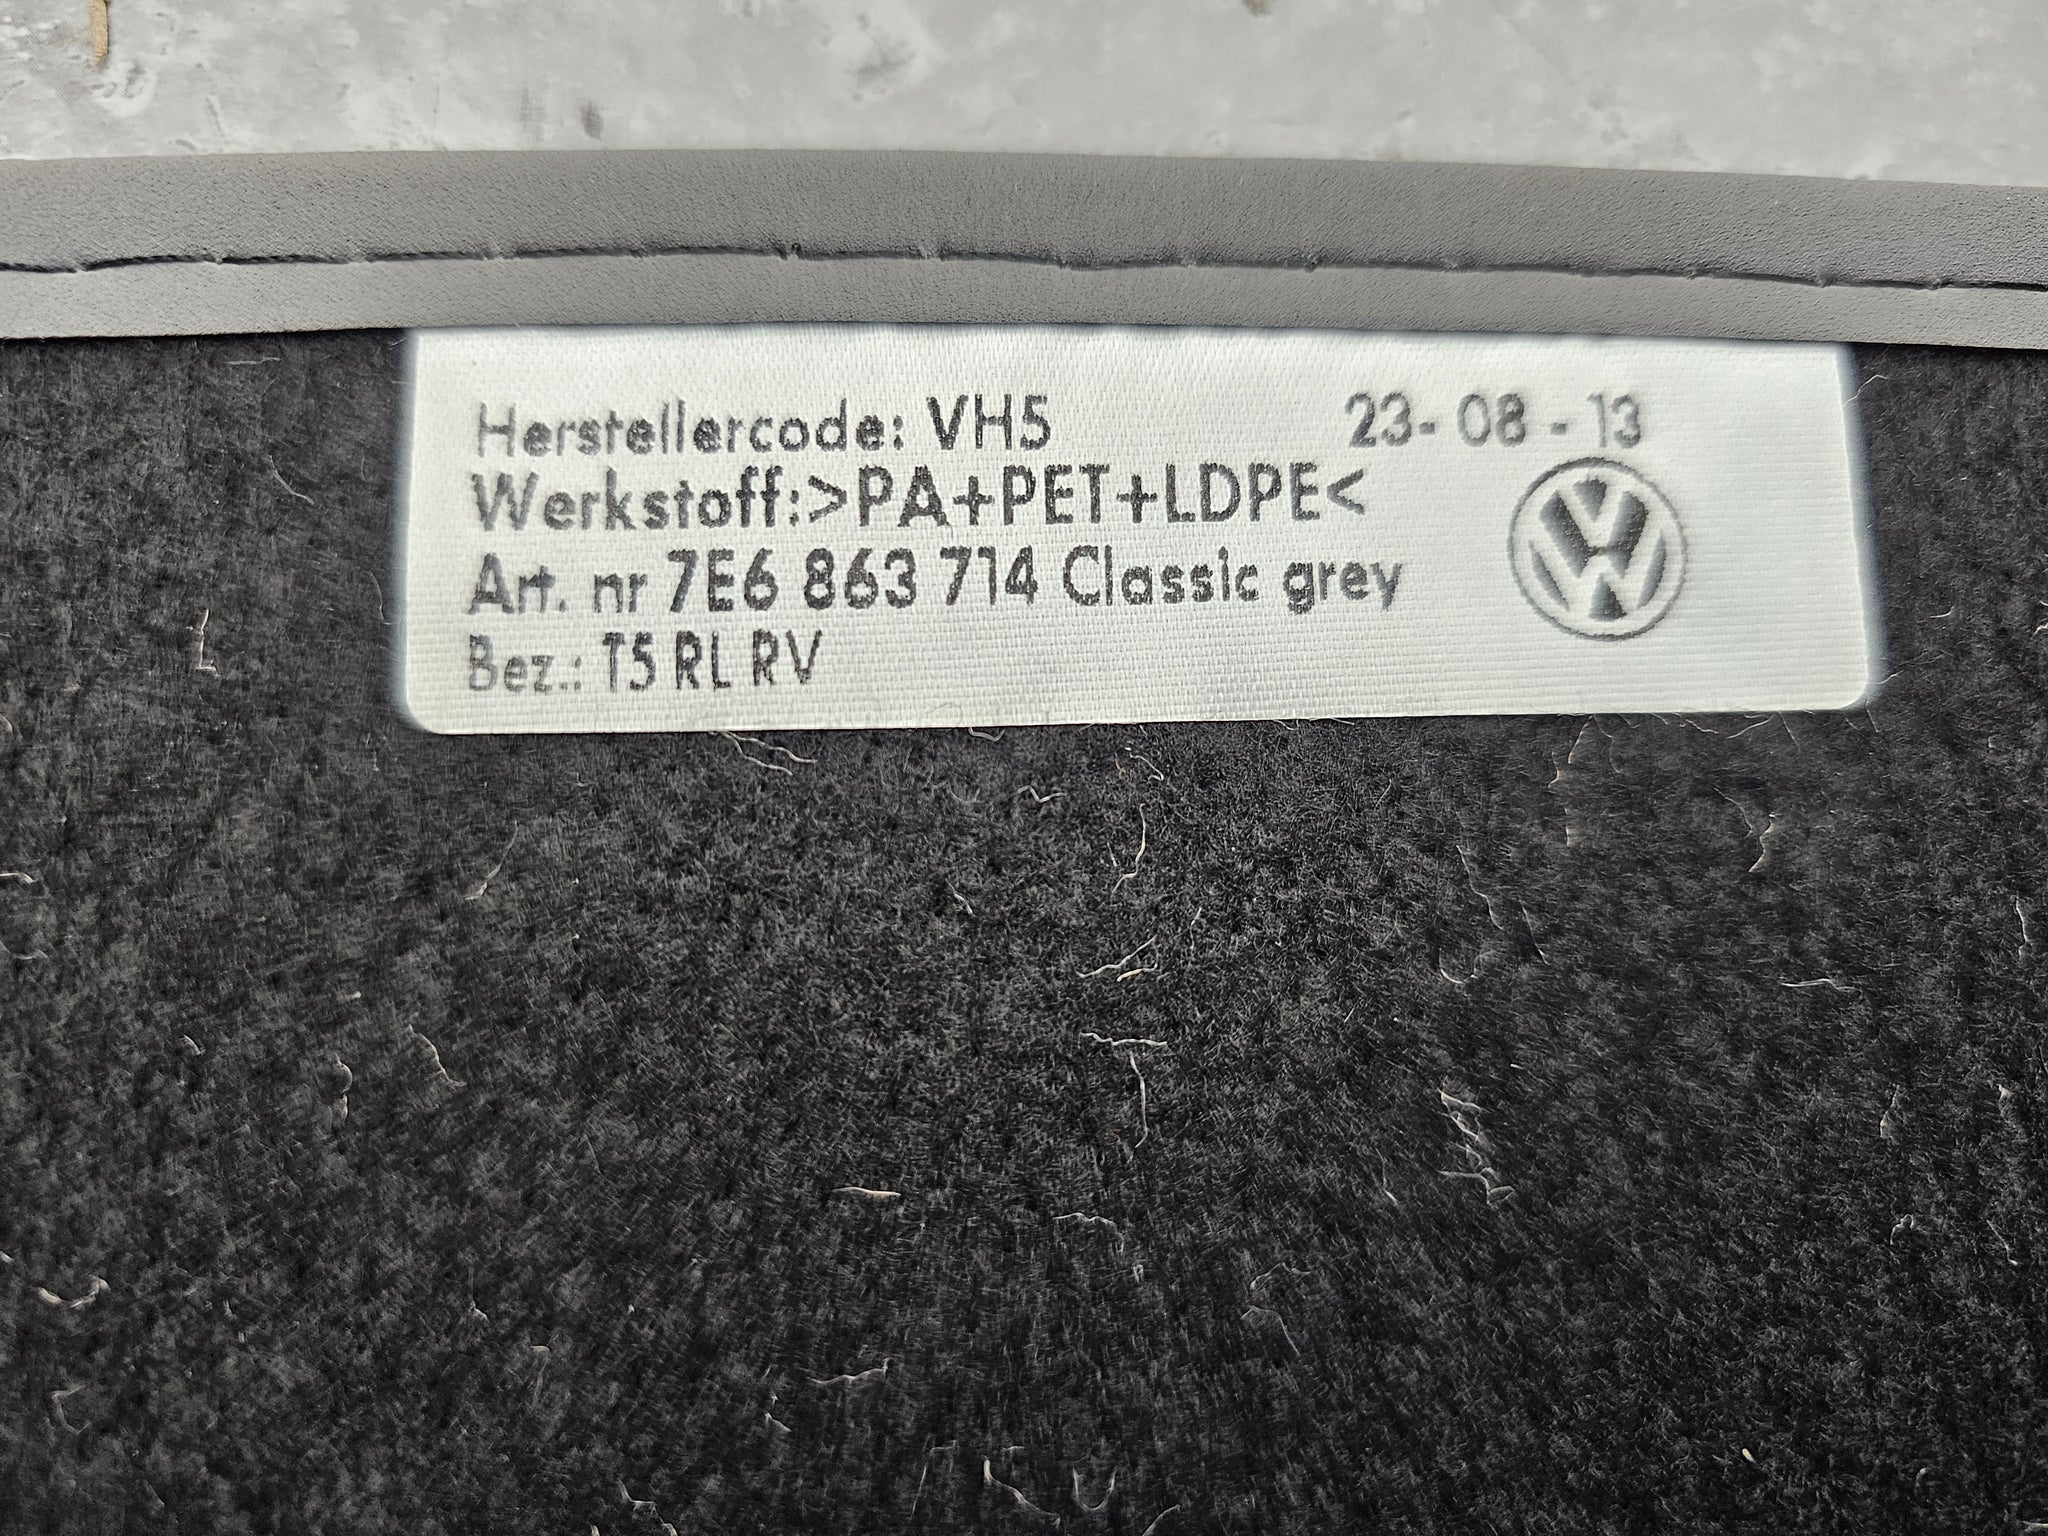 Herstellercode: VH5 23-08-13
Werkstoff:>PA+PET+LDPE<
Art. nr 7E6 863 714 Classic grey
Bez.: T5 RL RV